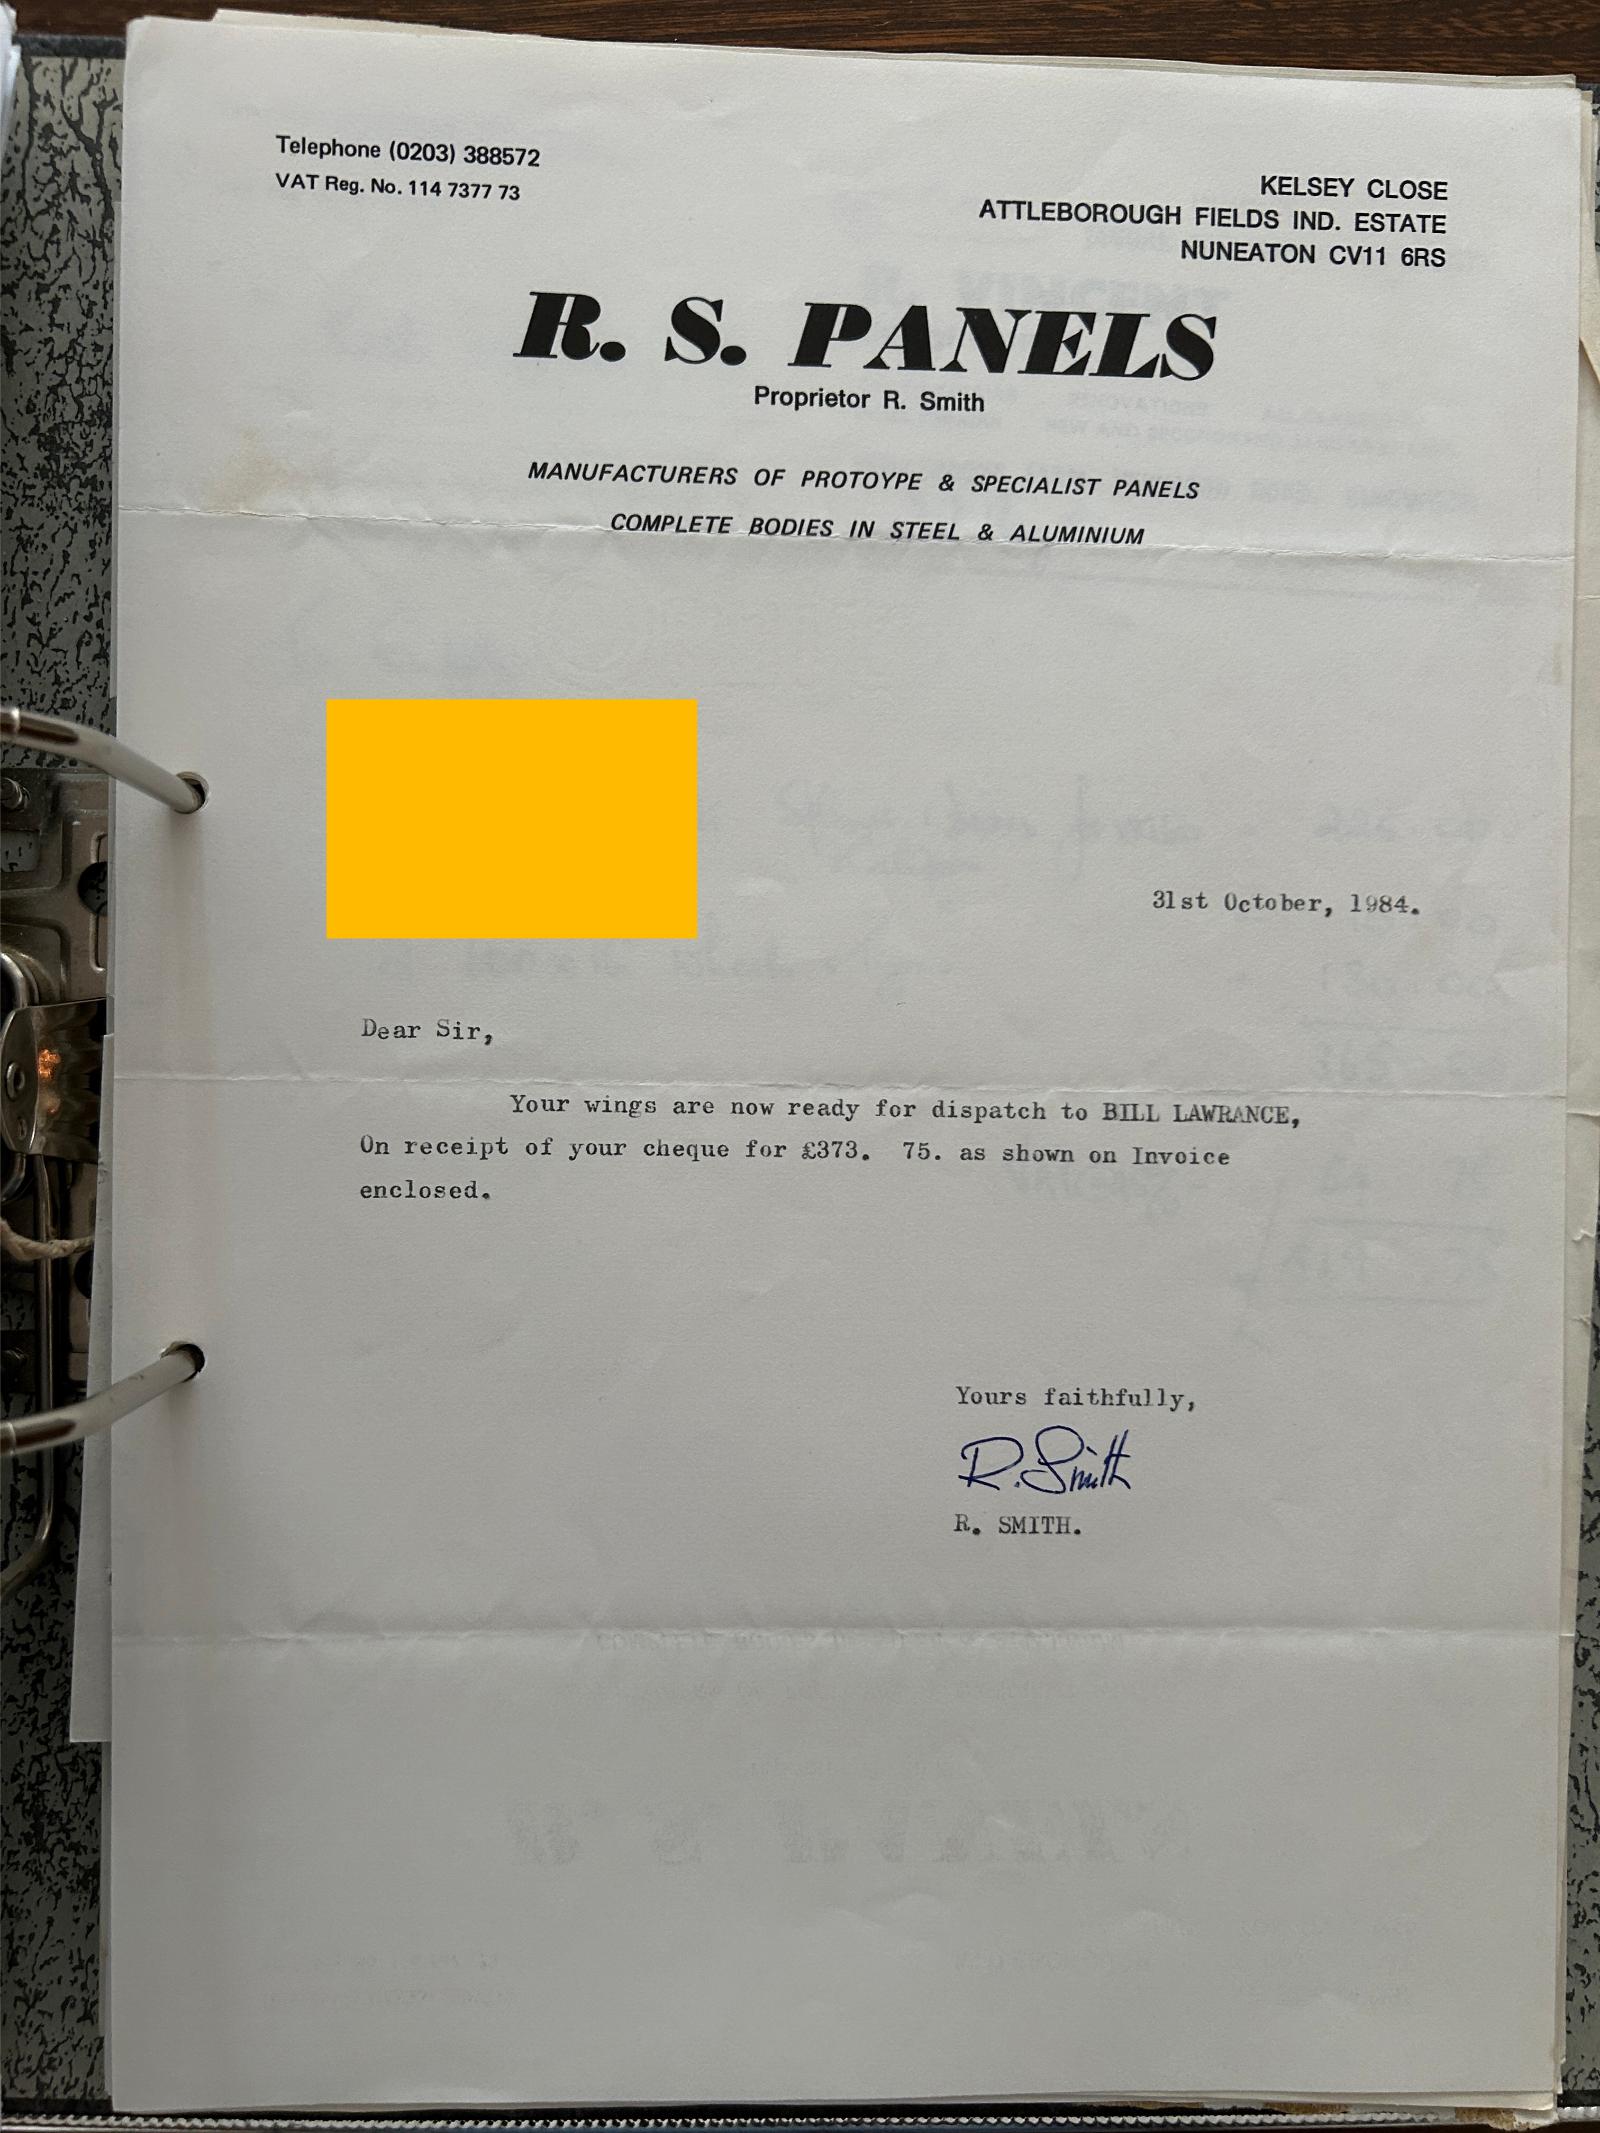 Telephone (0203) 388572
VAT Reg. No. 114 7377 73
KELSEY CLOSE
ATTLEBOROUGH FIELDS IND. ESTATE
NUNEATON CV11 6RS
R. S. PANELS
Proprietor R. Smith
MANUFACTURERS OF PROTOYPE & SPECIALIST PANELS
COMPLETE BODIES IN STEEL & ALUMINIUM
31st October, 1984.
Dear Sir,
Your wings are now ready for dispatch to BILL LAWRANCE,
On receipt of your cheque for £373. 75. as shown on Invoice
enclosed.
Yours faithfully,
R. Smith
R. SMITH.